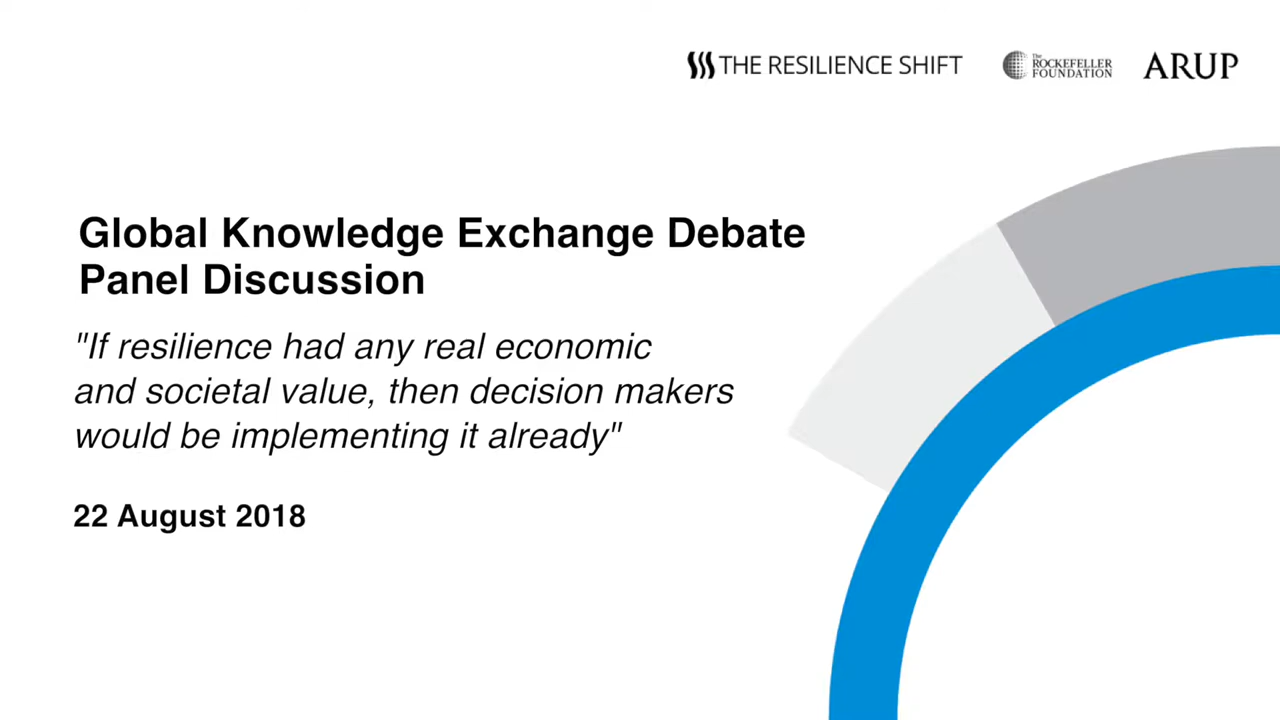 THE RESILIENCE SHIFT
The
ROCKEFELLER
FOUNDATION
ARUP
Global Knowledge Exchange Debate
Panel Discussion
"If resilience had any real economic
and societal value, then decision makers
would be implementing it already"
22 August 2018